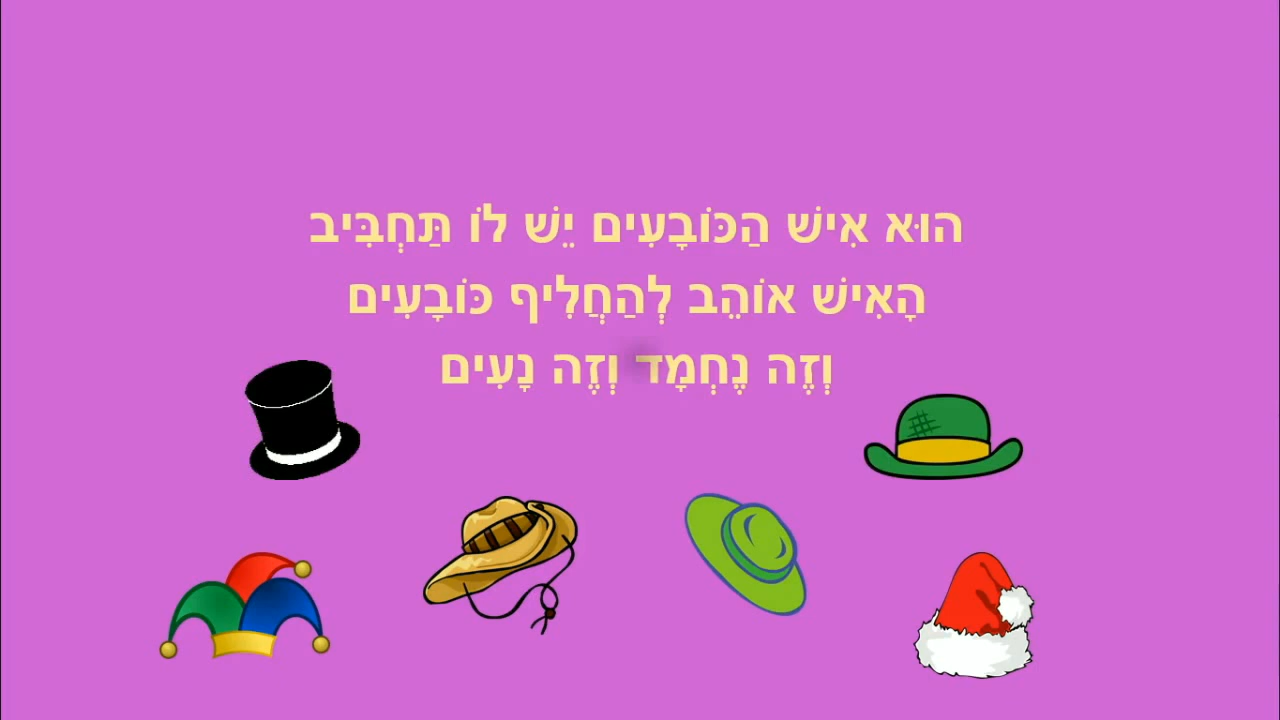 הוּא אִישׁ הַכּוֹבָעִים יֵשׁ לוֹ תַּחְבִּיב
הָאִישׁ אוֹהֵב לְהַחֲלִיף כּוֹבָעִים
וְזֶה נֶחְמָד וְזֶה נָעִים